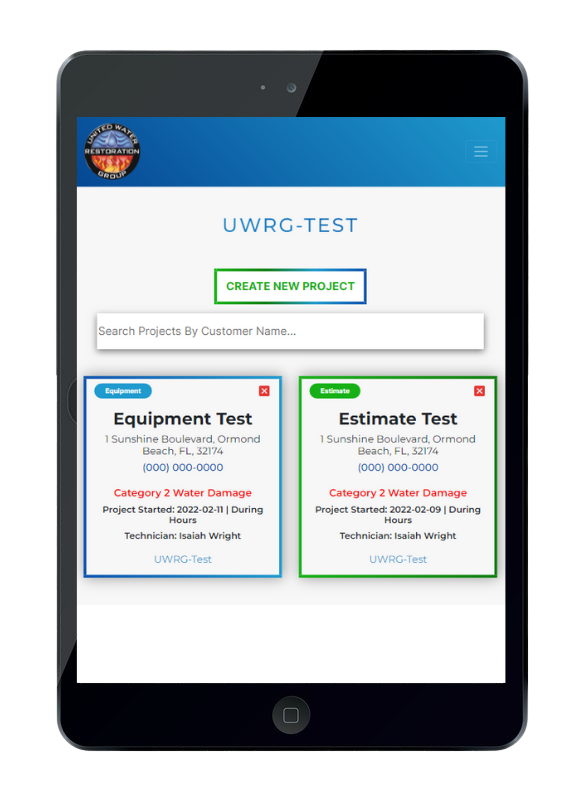 UNITED WATER
RESTORATION
GROUP
UWRG-TEST
CREATE NEW PROJECT
Search Projects By Customer Name...
Equipment
Equipment Test
1 Sunshine Boulevard, Ormond
Beach, FL, 32174
(000) 000-0000
Category 2 Water Damage
Project Started: 2022-02-11 | During
Hours
Technician: Isaiah Wright
UWRG-Test
Estimate
Estimate Test
1 Sunshine Boulevard, Ormond
Beach, FL, 32174
(000) 000-0000
Category 2 Water Damage
Project Started: 2022-02-09 | During
Hours
Technician: Isaiah Wright
UWRG-Test